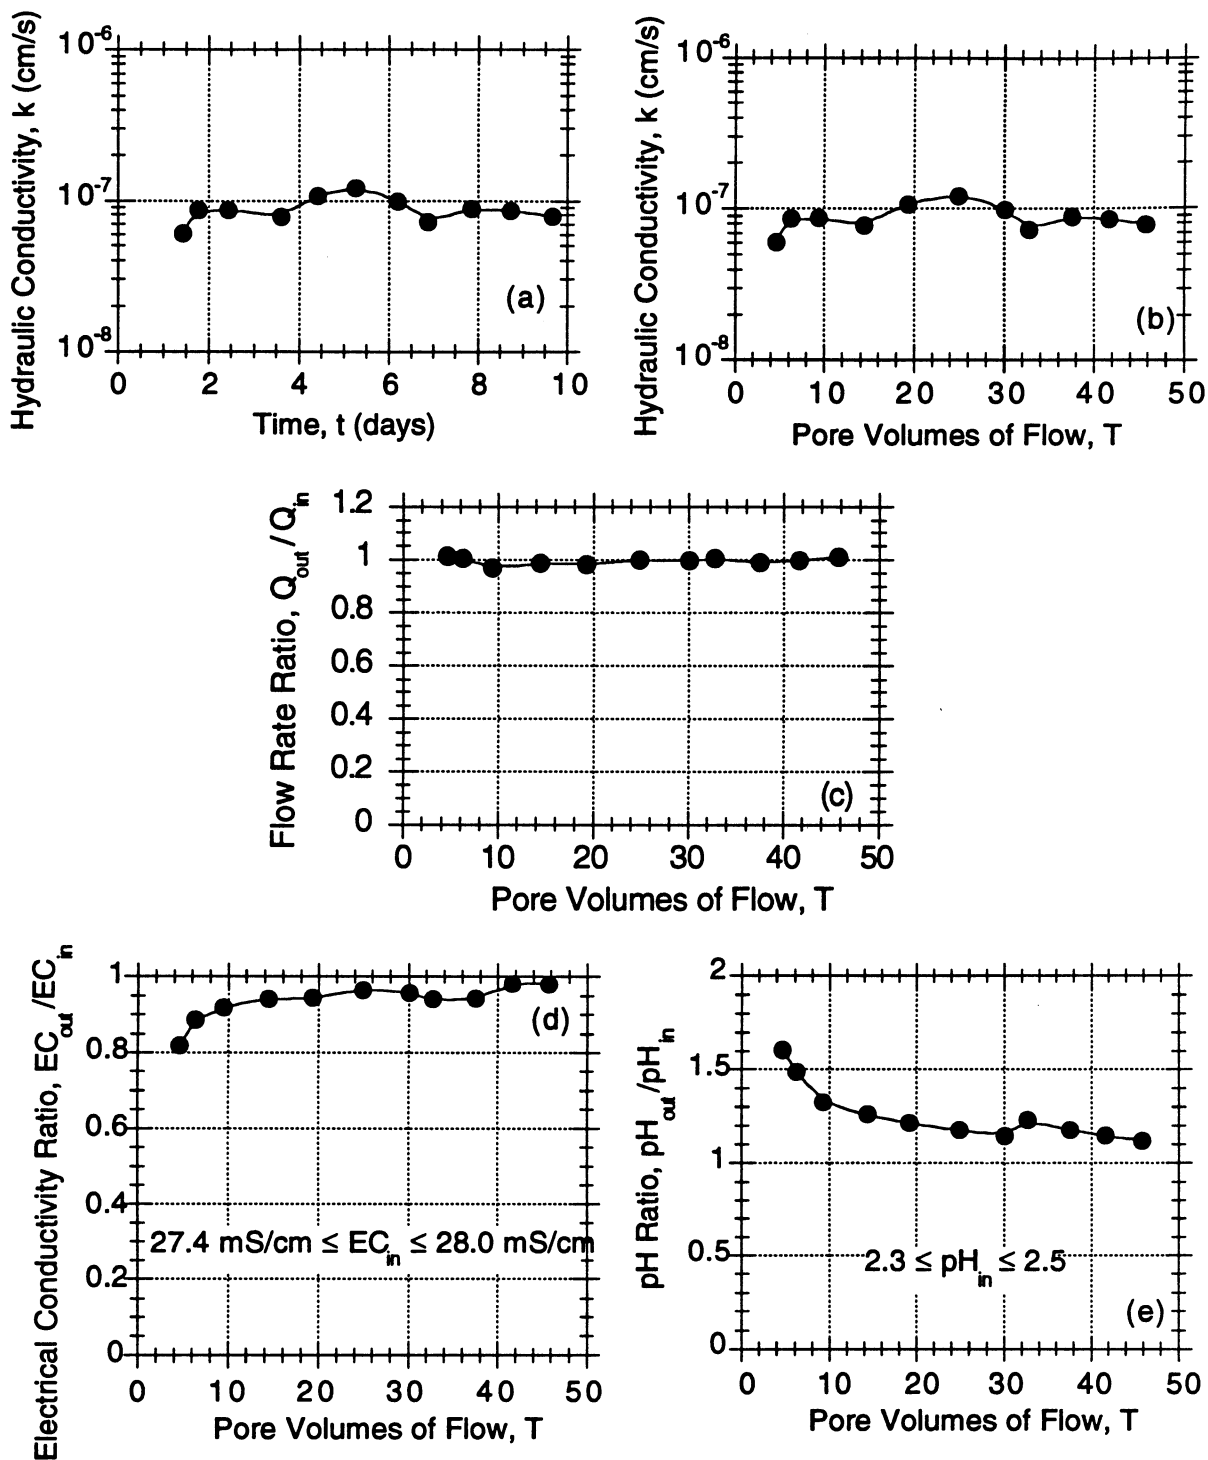 Hydraulic Conductivity, k (cm/s)
10-6
10-7
10-8
0 2 4 6 8 10
Time, t (days)
(a)
Hydraulic Conductivity, k (cm/s)
10-6
10-7
10-8
0 10 20 30 40 50
Pore Volumes of Flow, T
(b)
Flow Rate Ratio, Qout/Qin
1.2
1
0.8
0.6
0.4
0.2
0
0 10 20 30 40 50
Pore Volumes of Flow, T
(c)
Electrical Conductivity Ratio, ECout/ECin
1
0.8
0.6
0.4
0.2
0
27.4 mS/cm ≤ ECin ≤ 28.0 mS/cm
0 10 20 30 40 50
Pore Volumes of Flow, T
(d)
pH Ratio, pHout/pHin
2
1.5
1
0.5
0
2.3 ≤ pHin ≤ 2.5
0 10 20 30 40 50
Pore Volumes of Flow, T
(e)